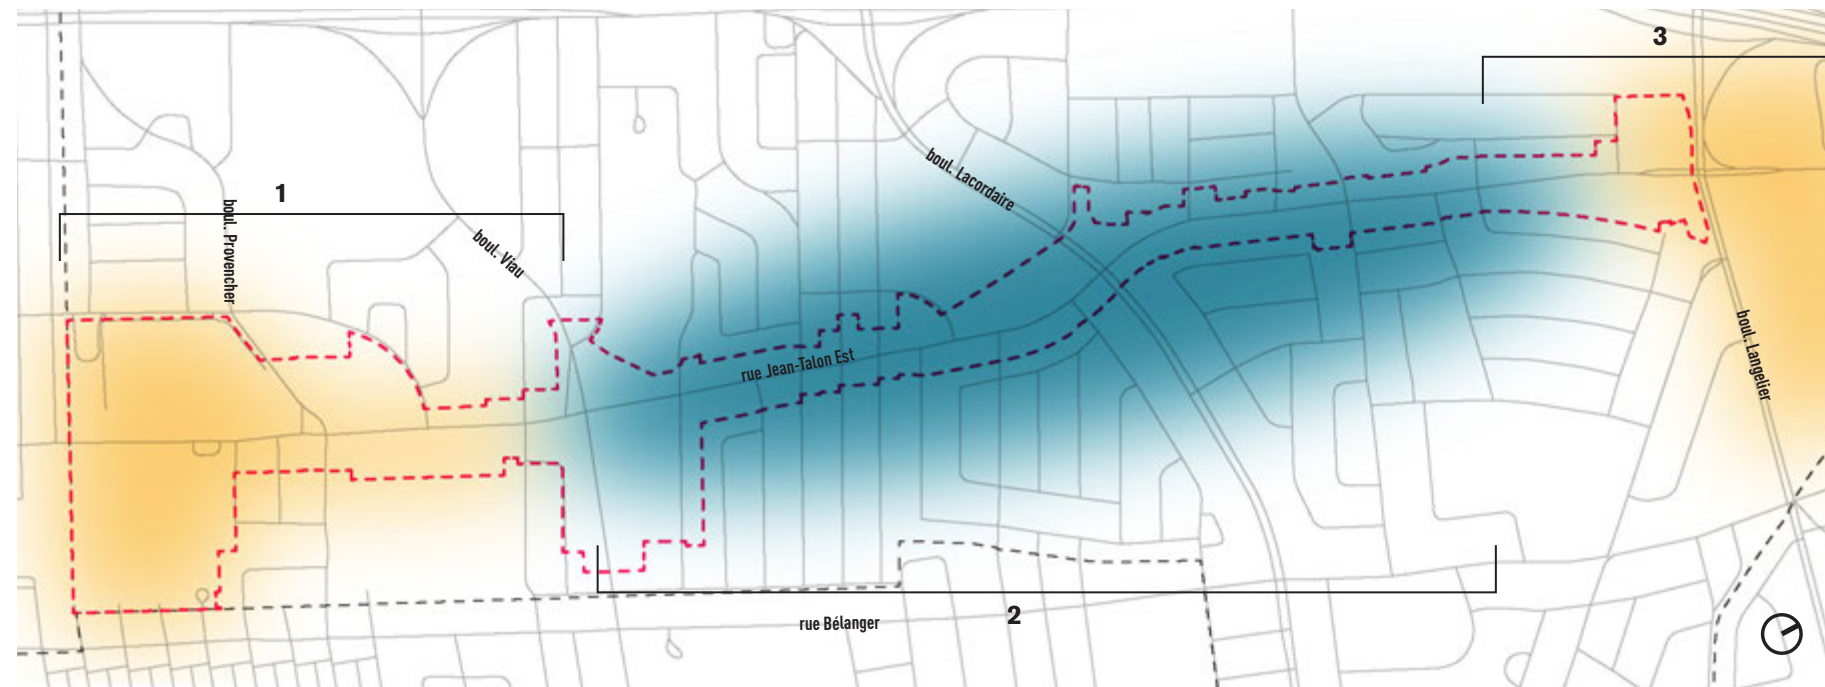 3
1
boul. Provencher
boul. Viau
boul. Lacordaire
boul. Langelier
rue Jean-Talon Est
2
rue Bélanger